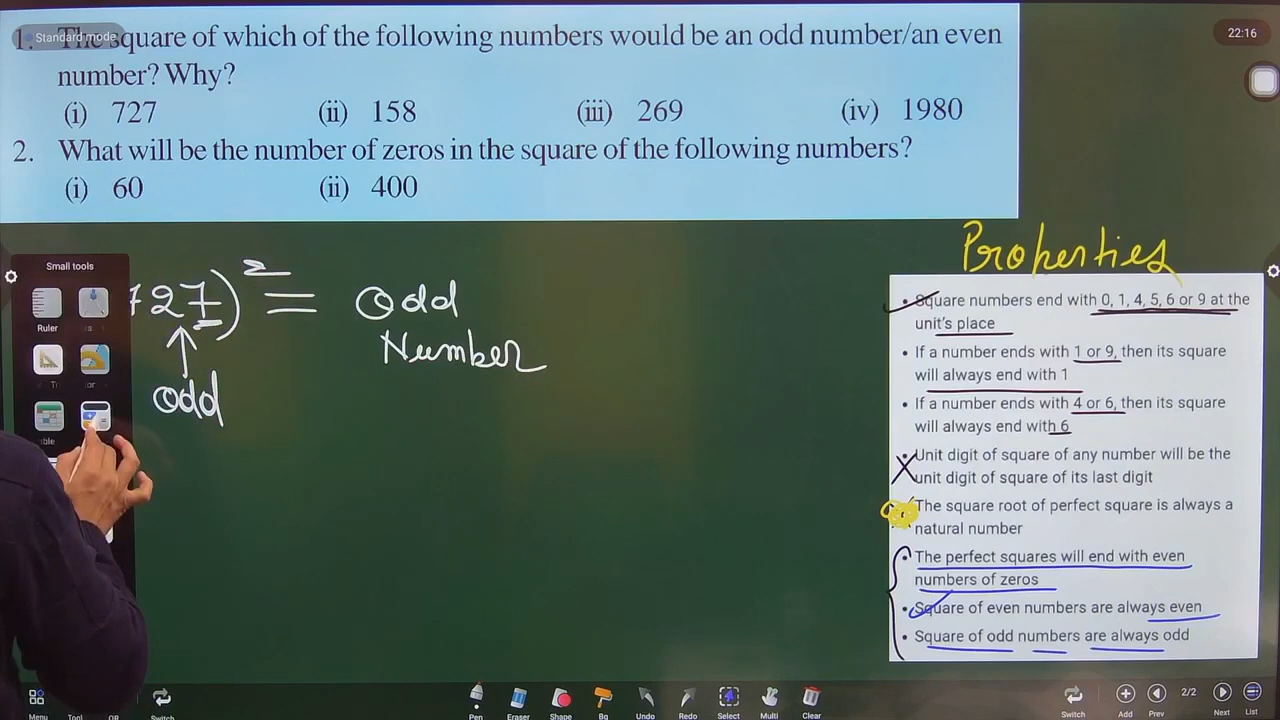 Standard mode
22:16
1. The square of which of the following numbers would be an odd number/an even
number? Why?
(i) 727 (ii) 158 (iii) 269 (iv) 1980
2. What will be the number of zeros in the square of the following numbers?
(i) 60 (ii) 400
Small tools
Ruler
727)² = Odd
Number
odd
Properties
• Square numbers end with 0, 1, 4, 5, 6 or 9 at the
unit's place
• If a number ends with 1 or 9, then its square
will always end with 1
• If a number ends with 4 or 6, then its square
will always end with 6
• Unit digit of square of any number will be the
unit digit of square of its last digit
The square root of perfect square is always a
natural number
• The perfect squares will end with even
numbers of zeros
• Square of even numbers are always even
• Square of odd numbers are always odd
Menu Tool Switch Pen Eraser Shape Bg Undo Redo Select Multi Clear Switch Add Prev 2/2 Next List